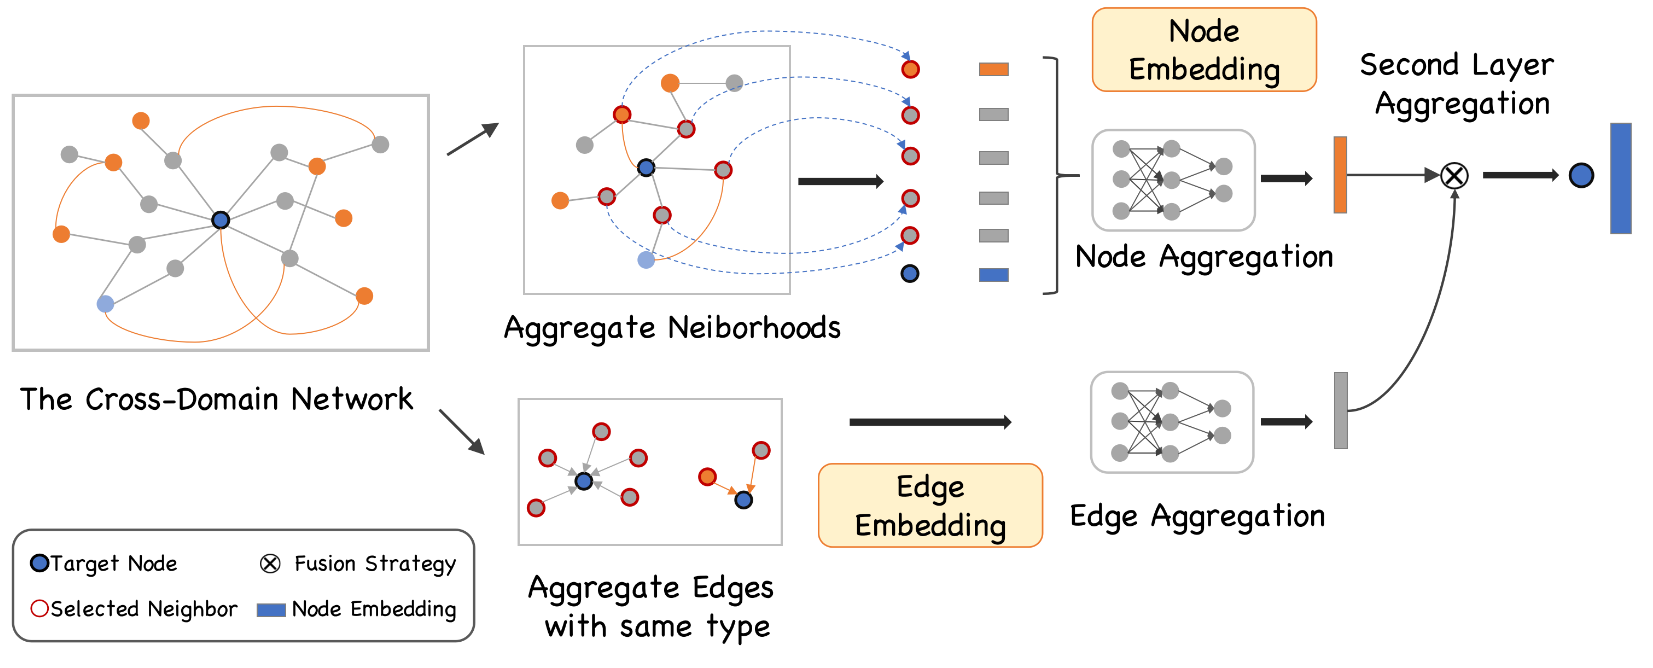 Node
Embedding
Second Layer
Aggregation
Node Aggregation
Aggregate Neiborhoods
The Cross-Domain Network
Edge
Embedding
Edge Aggregation
Aggregate Edges
with same type
Target Node
Fusion Strategy
Selected Neighbor
Node Embedding